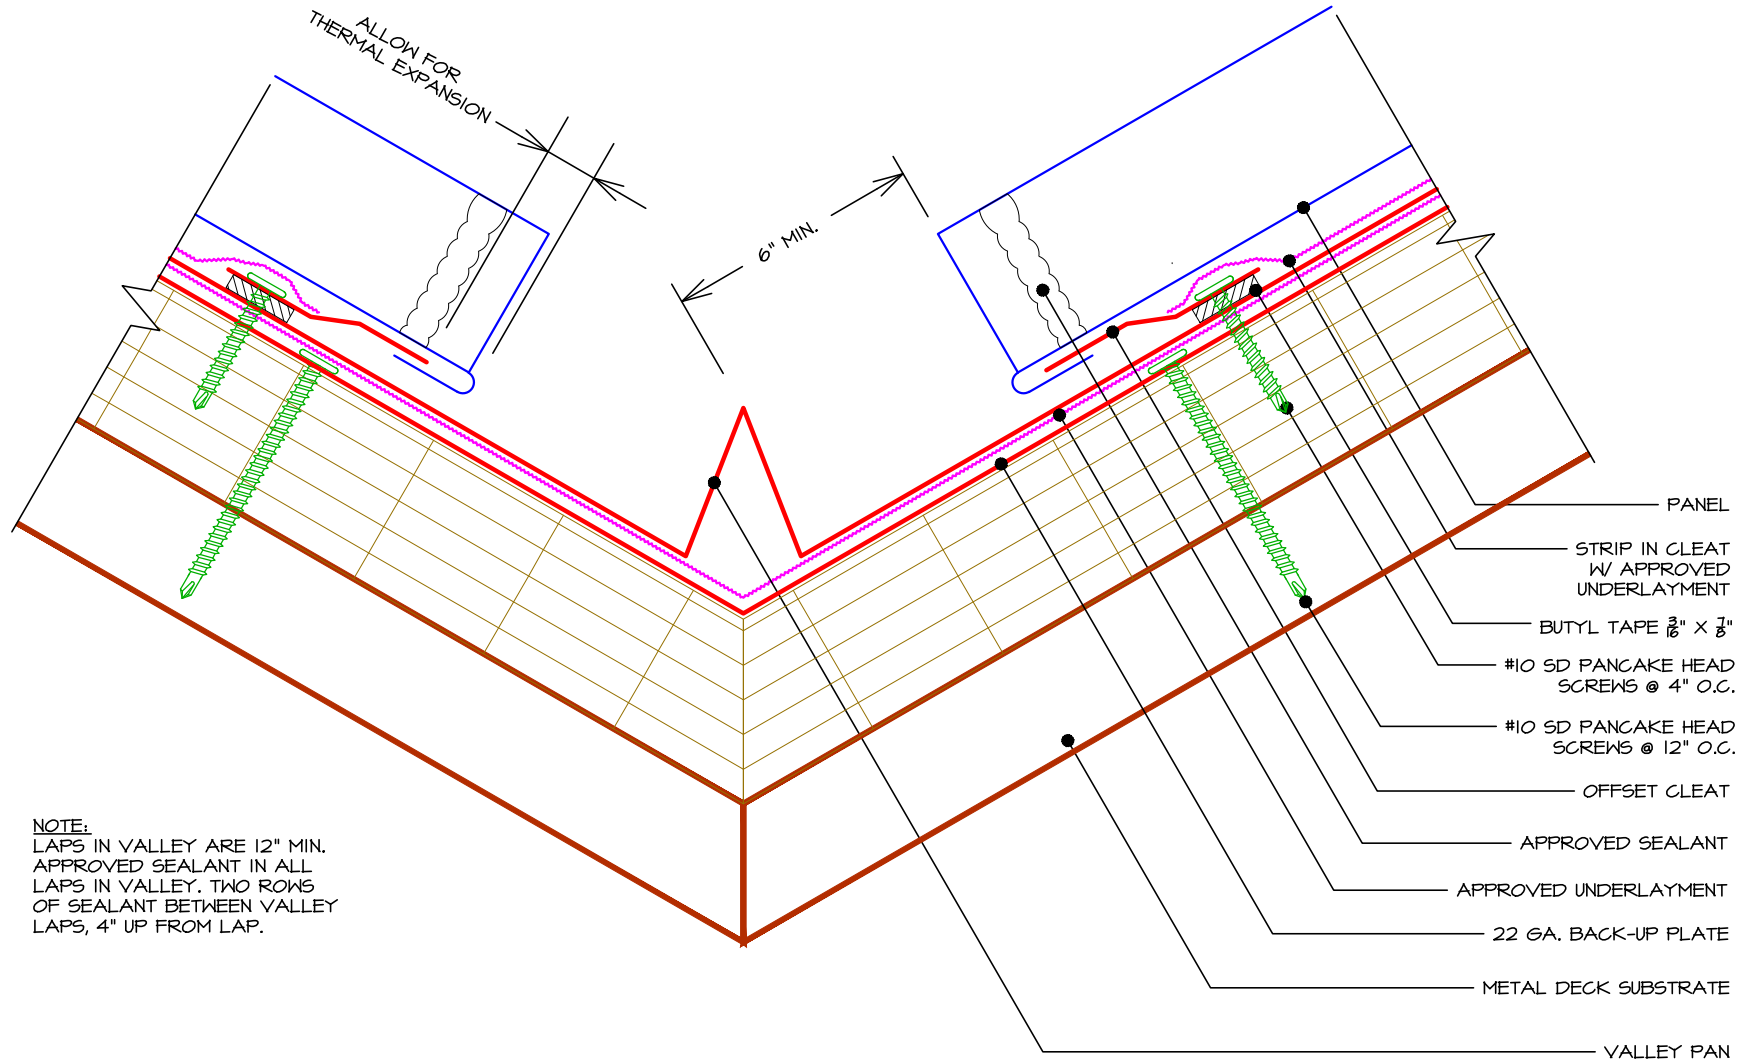 ALLOW FOR
THERMAL EXPANSION
6" MIN.
PANEL
STRIP IN CLEAT
W/ APPROVED
UNDERLAYMENT
BUTYL TAPE 3/16" X 7/8"
#10 SD PANCAKE HEAD
SCREWS @ 4" O.C.
#10 SD PANCAKE HEAD
SCREWS @ 12" O.C.
OFFSET CLEAT
APPROVED SEALANT
APPROVED UNDERLAYMENT
22 GA. BACK-UP PLATE
METAL DECK SUBSTRATE
VALLEY PAN
NOTE:
LAPS IN VALLEY ARE 12" MIN.
APPROVED SEALANT IN ALL
LAPS IN VALLEY. TWO ROWS
OF SEALANT BETWEEN VALLEY
LAPS, 4" UP FROM LAP.